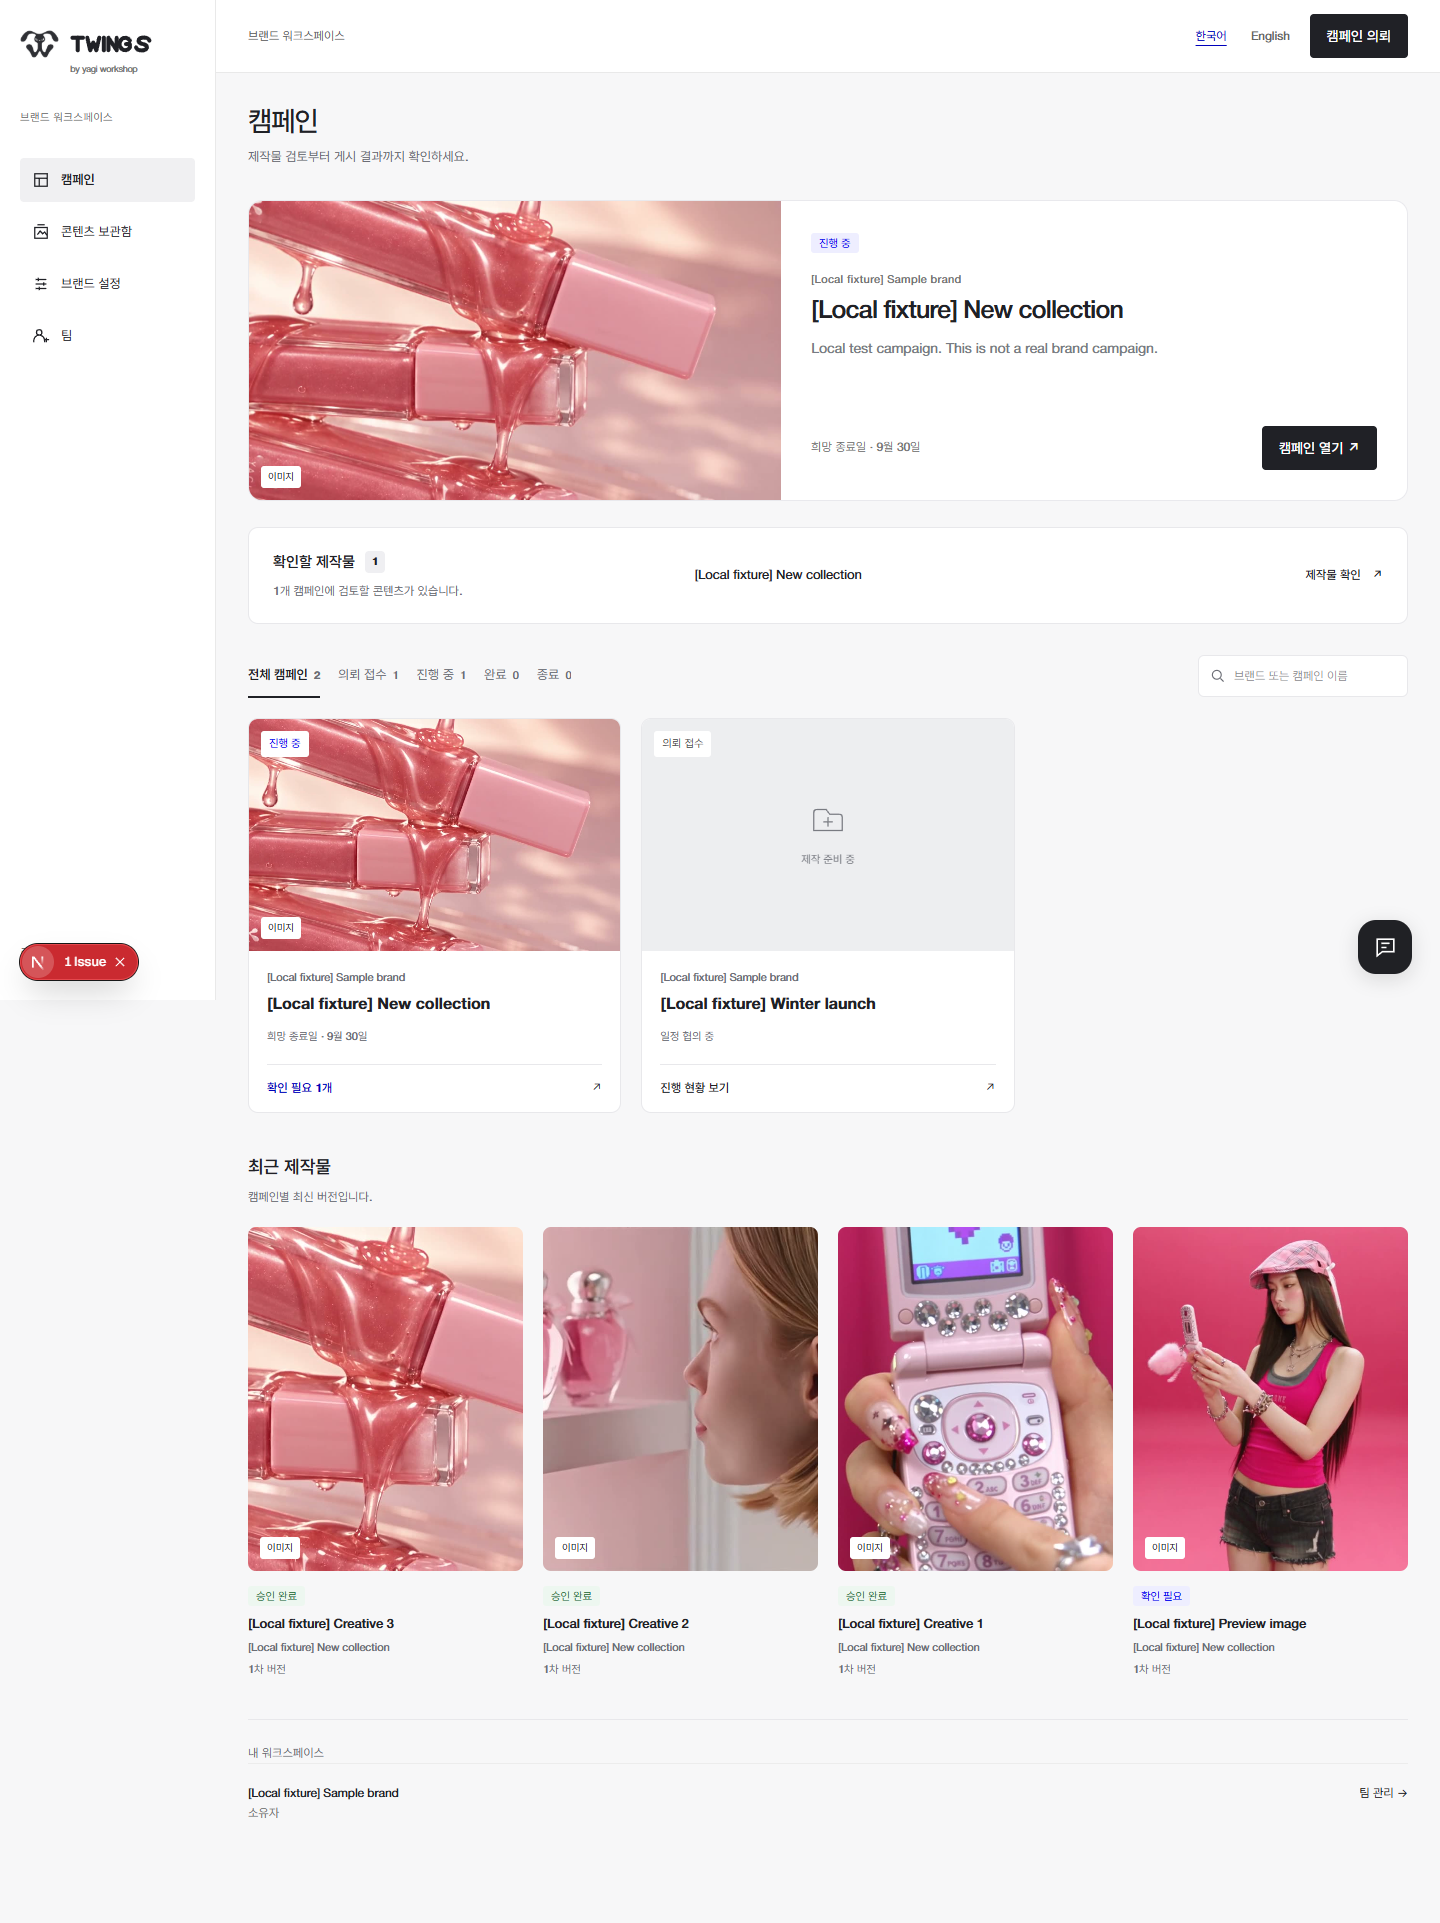 TWINGS
by yagi workshop
브랜드 워크스페이스
캠페인
콘텐츠 보관함
브랜드 설정
팀
1 Issue
브랜드 워크스페이스
한국어
English
캠페인 의뢰
캠페인
제작물 검토부터 게시 결과까지 확인하세요.
이미지
진행 중
[Local fixture] Sample brand
[Local fixture] New collection
Local test campaign. This is not a real brand campaign.
희망 종료일 · 9월 30일
캠페인 열기
확인할 제작물 1
1개 캠페인에 검토할 콘텐츠가 있습니다.
[Local fixture] New collection
제작물 확인
전체 캠페인 2
의뢰 접수 1
진행 중 1
완료 0
종료 0
브랜드 또는 캠페인 이름
진행 중
이미지
[Local fixture] Sample brand
[Local fixture] New collection
희망 종료일 · 9월 30일
확인 필요 1개
의뢰 접수
제작 준비 중
[Local fixture] Sample brand
[Local fixture] Winter launch
일정 협의 중
진행 현황 보기
최근 제작물
캠페인별 최신 버전입니다.
이미지
승인 완료
[Local fixture] Creative 3
[Local fixture] New collection
1차 버전
이미지
승인 완료
[Local fixture] Creative 2
[Local fixture] New collection
1차 버전
이미지
승인 완료
[Local fixture] Creative 1
[Local fixture] New collection
1차 버전
이미지
확인 필요
[Local fixture] Preview image
[Local fixture] New collection
1차 버전
내 워크스페이스
[Local fixture] Sample brand
소유자
팀 관리 →